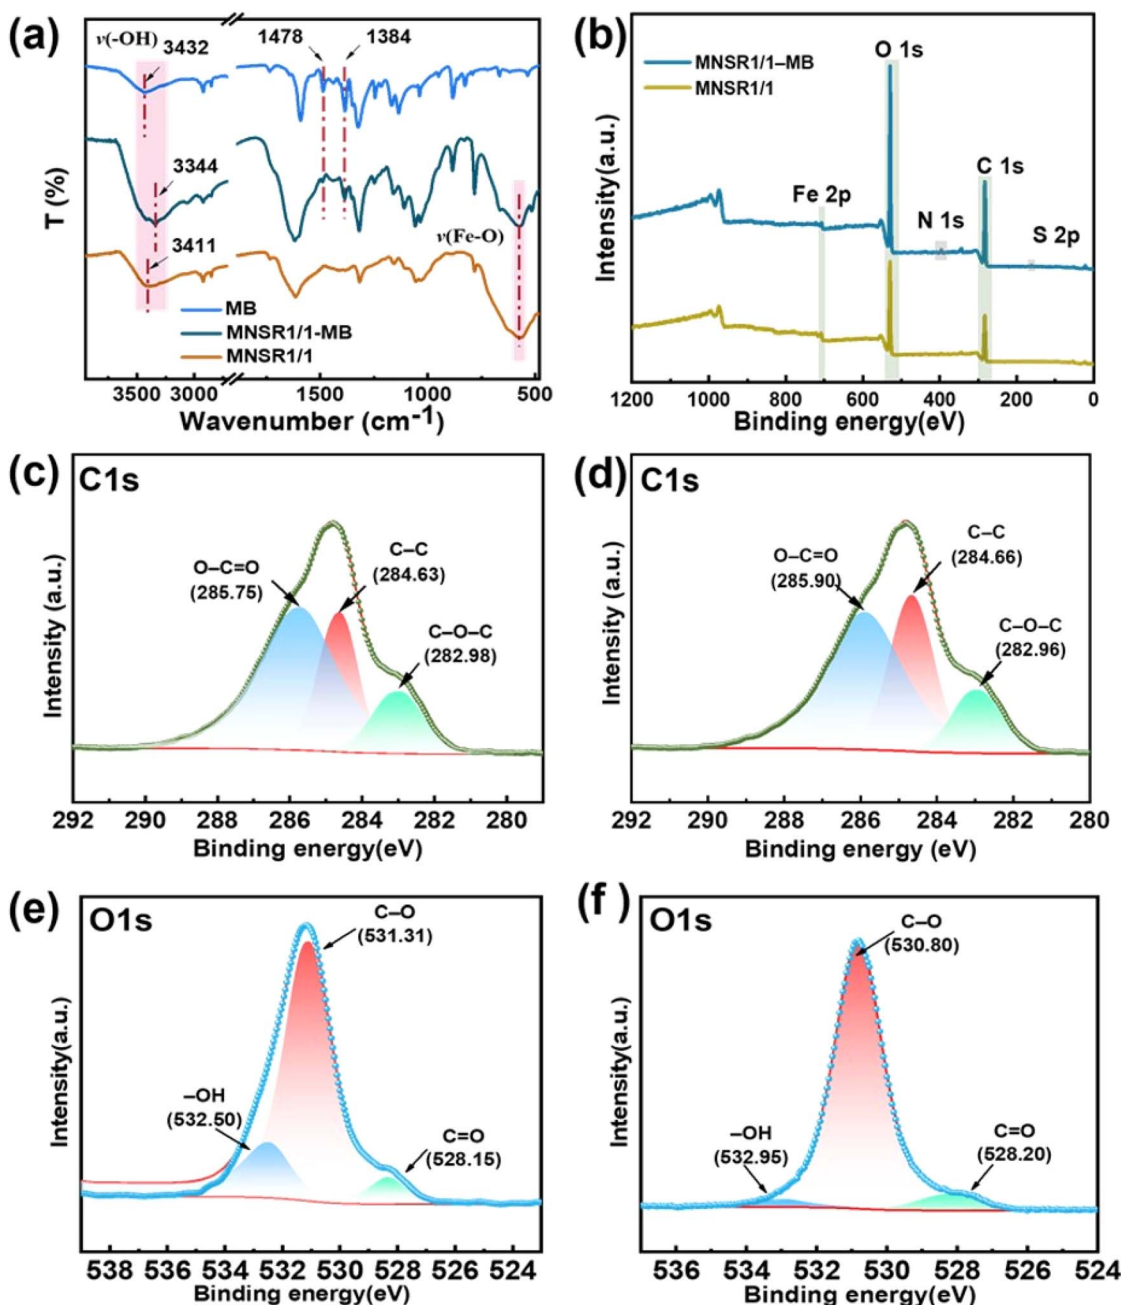 (a)
ν(-OH)
3432
1478
1384
3344
3411
ν(Fe-O)
MB
MNSR1/1-MB
MNSR1/1
T (%)
3500 3000 1500 1000 500
Wavenumber (cm-1)
(b)
MNSR1/1–MB
MNSR1/1
O 1s
C 1s
Fe 2p
N 1s
S 2p
Intensity(a.u.)
1200 1000 800 600 400 200 0
Binding energy(eV)
(c)
C1s
O–C=O
(285.75)
C–C
(284.63)
C–O–C
(282.98)
Intensity (a.u.)
292 290 288 286 284 282 280
Binding energy(eV)
(d)
C1s
O–C=O
(285.90)
C–C
(284.66)
C–O–C
(282.96)
Intensity (a.u.)
292 290 288 286 284 282 280
Binding energy (eV)
(e)
O1s
C–O
(531.31)
–OH
(532.50)
C=O
(528.15)
Intensity(a.u.)
538 536 534 532 530 528 526 524
Binding energy(eV)
(f)
O1s
C–O
(530.80)
–OH
(532.95)
C=O
(528.20)
Intensity(a.u.)
536 534 532 530 528 526 524
Binding energy(eV)